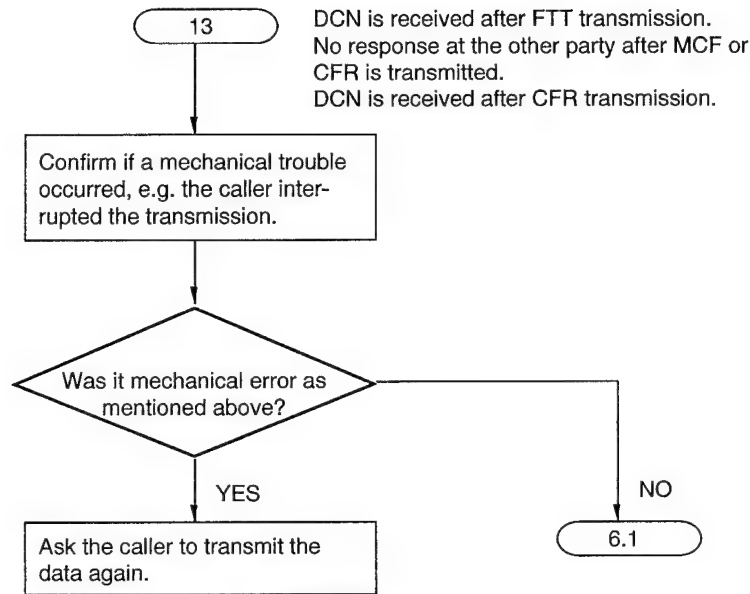 13
DCN is received after FTT transmission.
No response at the other party after MCF or
CFR is transmitted.
DCN is received after CFR transmission.
Confirm if a mechanical trouble
occurred, e.g. the caller inter-
rupted the transmission.
Was it mechanical error as
mentioned above?
YES
NO
Ask the caller to transmit the
data again.
6.1